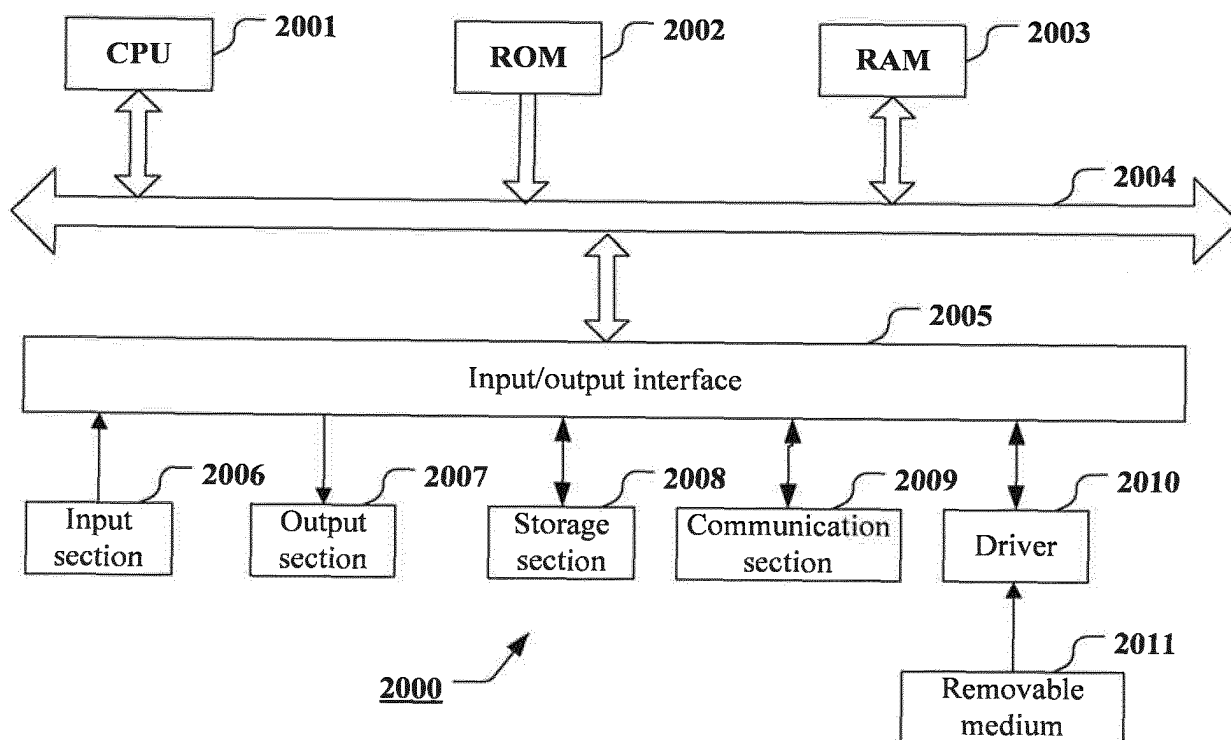 CPU
2001
ROM
2002
RAM
2003
2004
2005
Input/output interface
2006
2007
2008
2009
2010
Input
section
Output
section
Storage
section
Communication
section
Driver
2011
2000
Removable
medium